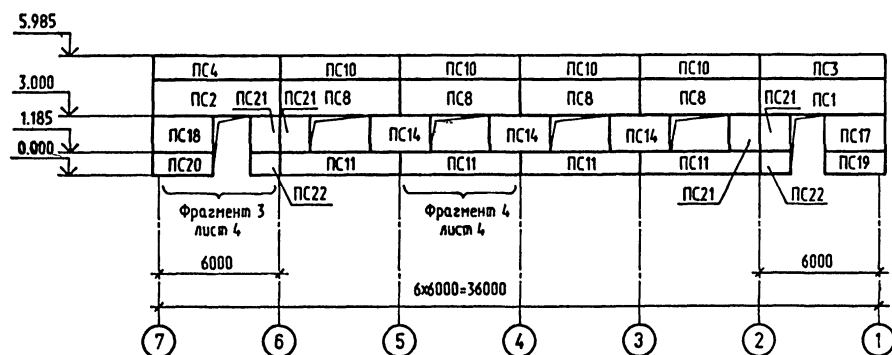 5.985
ПС4 ПС10 ПС10 ПС10 ПС10 ПС3
3.000
ПС2 ПС21 ПС21 ПС8 ПС8 ПС8 ПС8 ПС21 ПС1
1.185
ПС18 ПС14 ПС14 ПС14 ПС17
0.000
ПС20 ПС11 ПС11 ПС11 ПС11 ПС19
ПС22 ПС21 ПС22
Фрагмент 3
лист 4
Фрагмент 4
лист 4
6000 6000
6х6000=36000
7 6 5 4 3 2 1